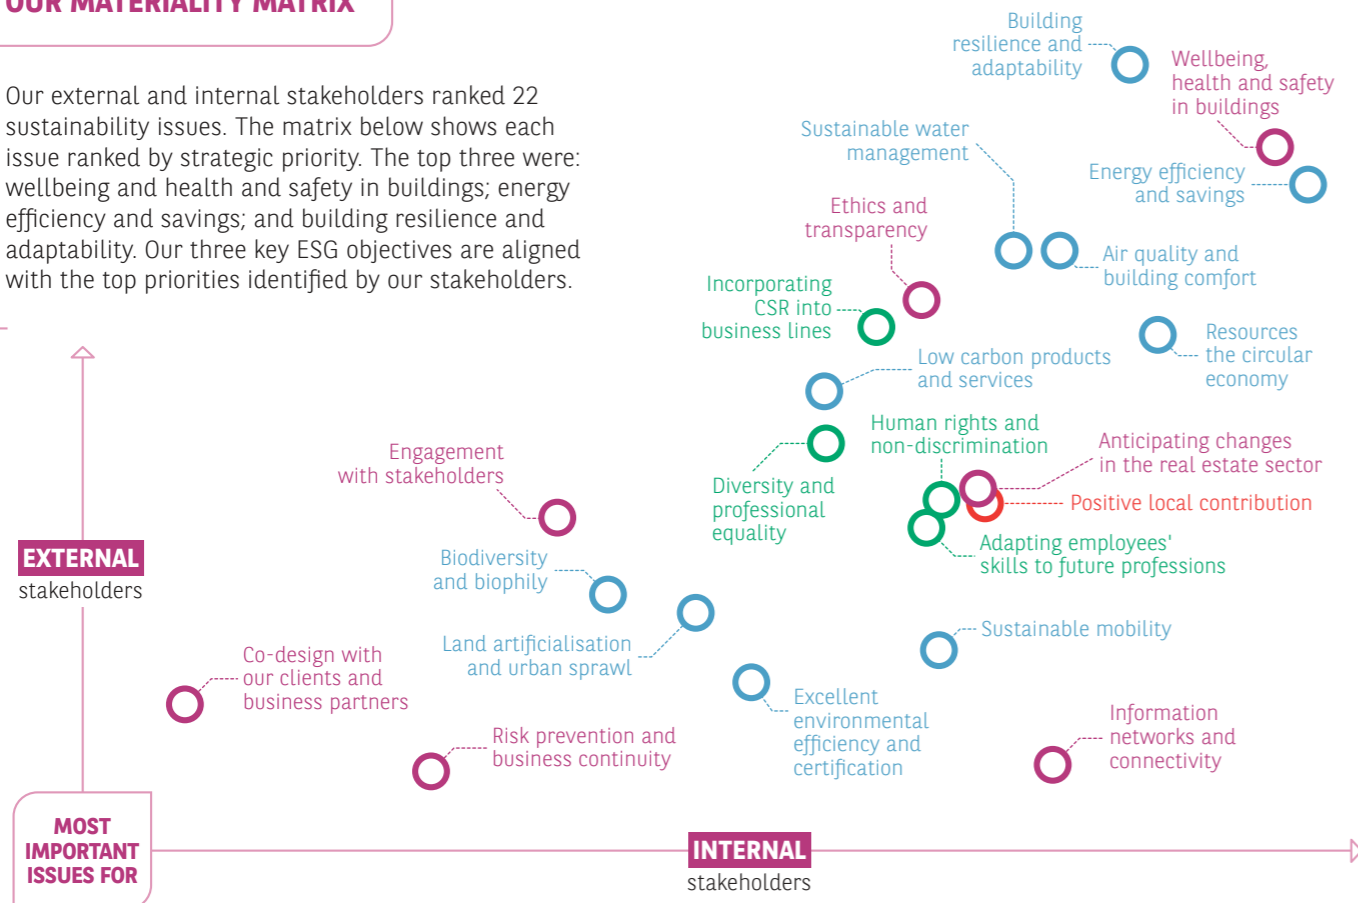 OUR MATERIALITY MATRIX
Our external and internal stakeholders ranked 22
sustainability issues. The matrix below shows each
issue ranked by strategic priority. The top three were:
wellbeing and health and safety in buildings; energy
efficiency and savings; and building resilience and
adaptability. Our three key ESG objectives are aligned
with the top priorities identified by our stakeholders.
Building
resilience and
adaptability
Wellbeing,
health and safety
in buildings
Sustainable water
management
Energy efficiency
and savings
Ethics and
transparency
Air quality and
building comfort
Incorporating
CSR into
business lines
Resources
the circular
economy
Low carbon products
and services
Human rights and
non-discrimination
Anticipating changes
in the real estate sector
Engagement
with stakeholders
Diversity and
professional
equality
Positive local contribution
Adapting employees'
skills to future professions
EXTERNAL
stakeholders
Biodiversity
and biophily
Land artificialisation
and urban sprawl
Sustainable mobility
Co-design with
our clients and
business partners
Excellent
environmental
efficiency and
certification
Information
networks and
connectivity
Risk prevention and
business continuity
MOST
IMPORTANT
ISSUES FOR
INTERNAL
stakeholders